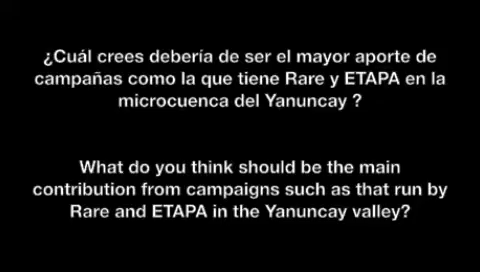 ¿Cuál crees debería de ser el mayor aporte de
campañas como la que tiene Rare y ETAPA en la
microcuenca del Yanuncay ?
What do you think should be the main
contribution from campaigns such as that run by
Rare and ETAPA in the Yanuncay valley?